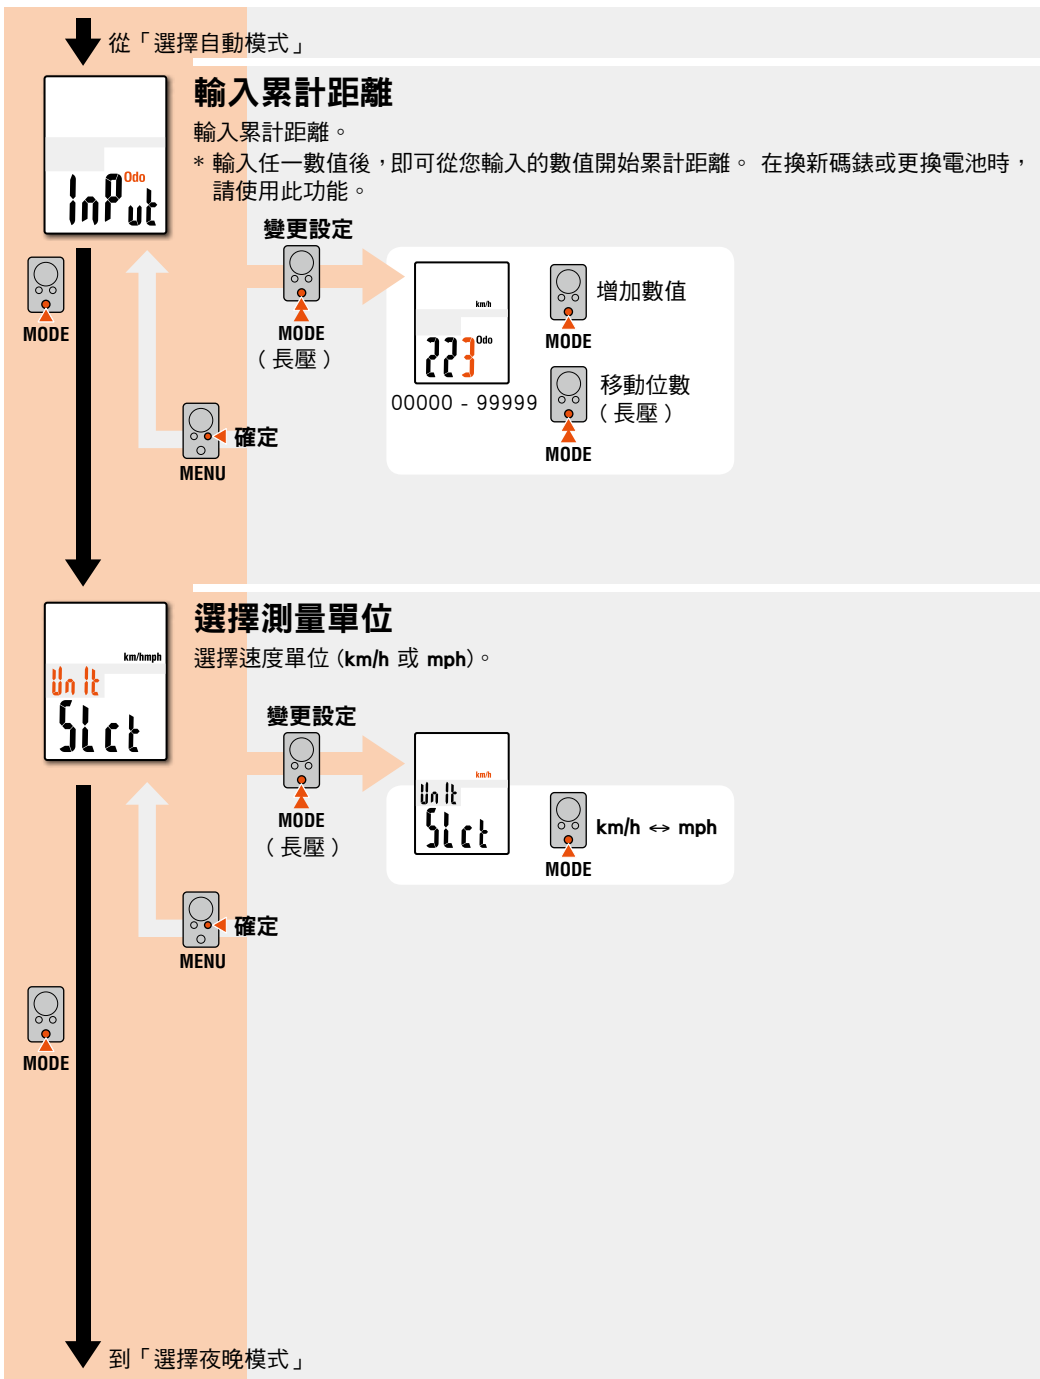 從「選擇自動模式」
輸入累計距離
輸入累計距離。
* 輸入任一數值後，即可從您輸入的數值開始累計距離。 在換新碼錶或更換電池時，
請使用此功能。
Odo
InPut
變更設定
MODE
MODE
（長壓）
km/h
223
Odo
00000 - 99999
增加數值
MODE
移動位數
（長壓）
MODE
確定
MENU
選擇測量單位
選擇速度單位 (km/h 或 mph)。
km/hmph
UnIt
SLct
變更設定
MODE
（長壓）
km/h
UnIt
SLct
km/h ↔ mph
MODE
確定
MENU
MODE
到「選擇夜晚模式」